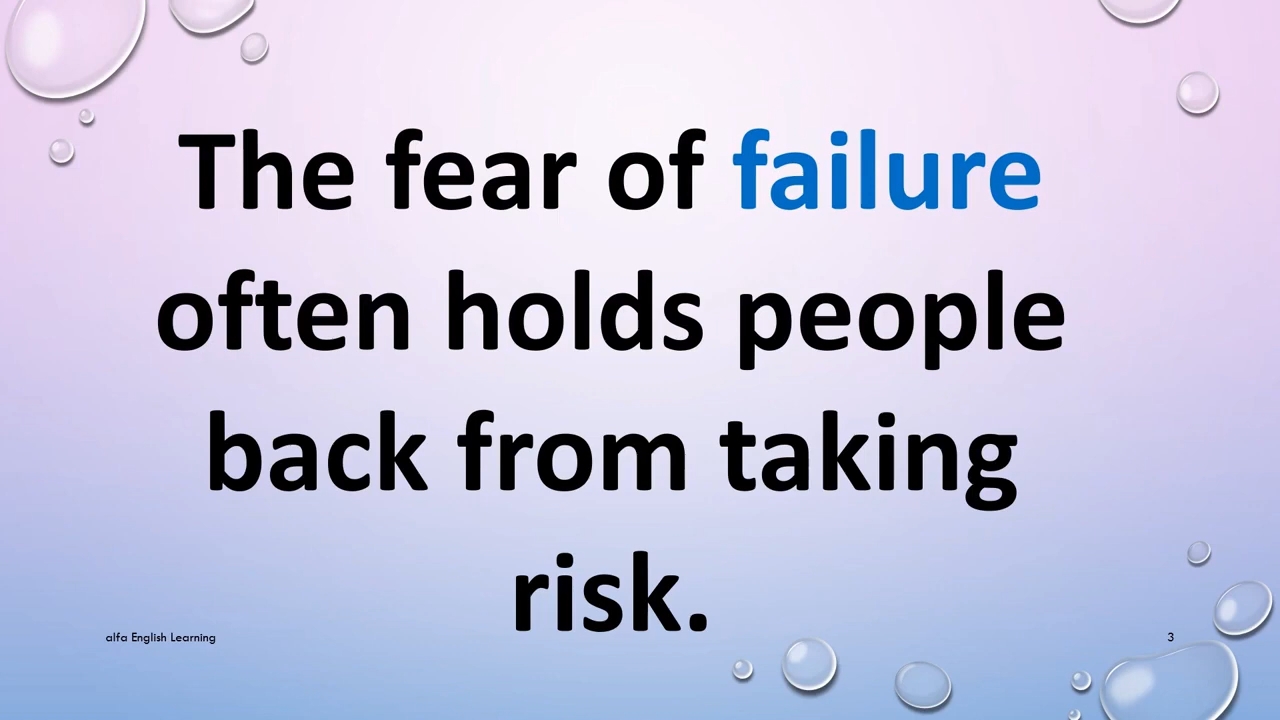 The fear of failure
often holds people
back from taking
risk.
alfa English Learning
3